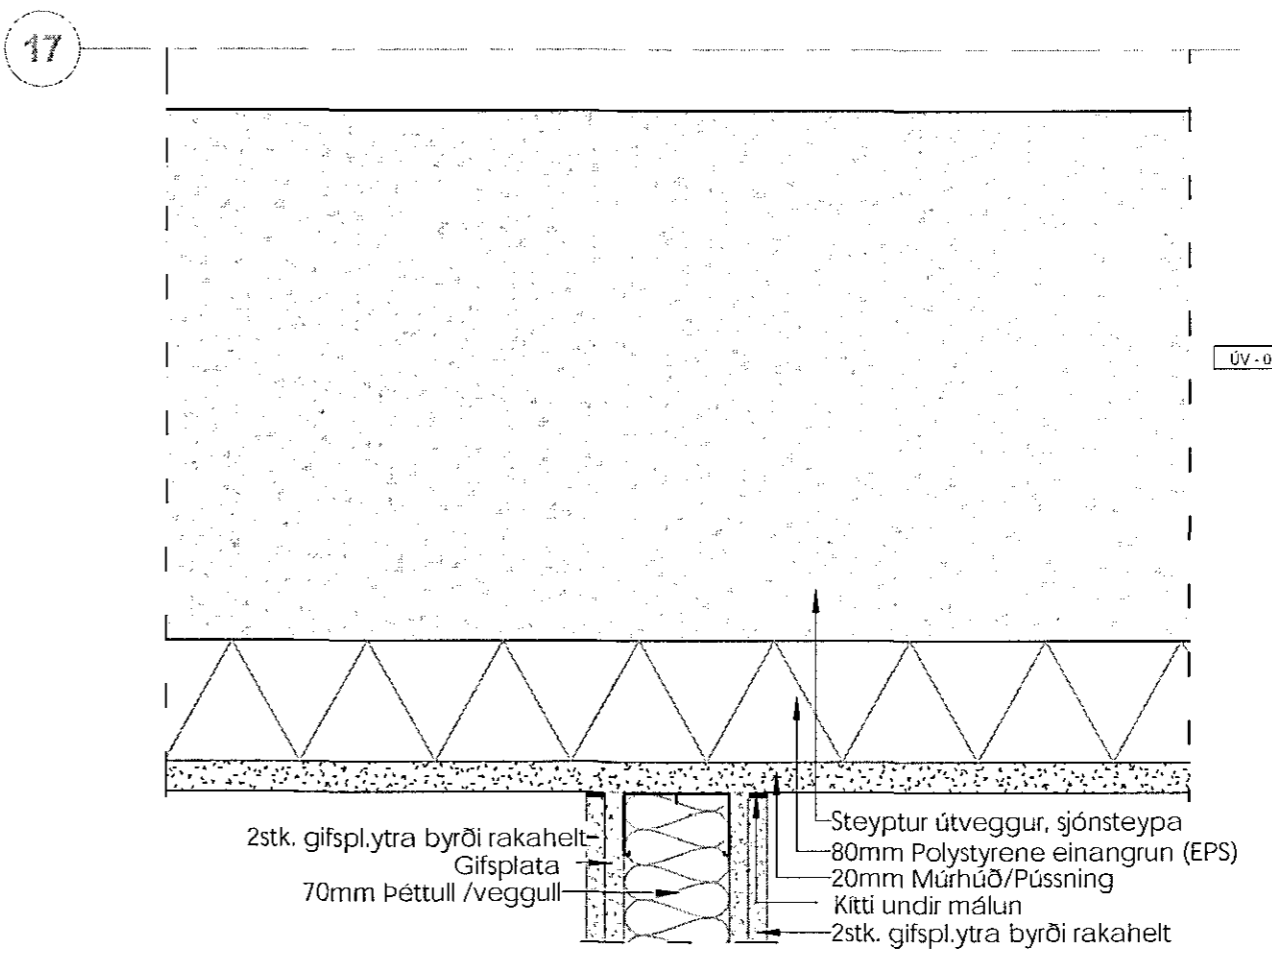 17
ÚV - 0
2stk. gifspl.ytra byrði rakahelt
Gifsplata
70mm Þéttull /veggull
Steyptur útveggur, sjónsteypa
80mm Polystyrene einangrun (EPS)
20mm Múrhúð/Pússning
Kítti undir málun
2stk. gifspl.ytra byrði rakahelt